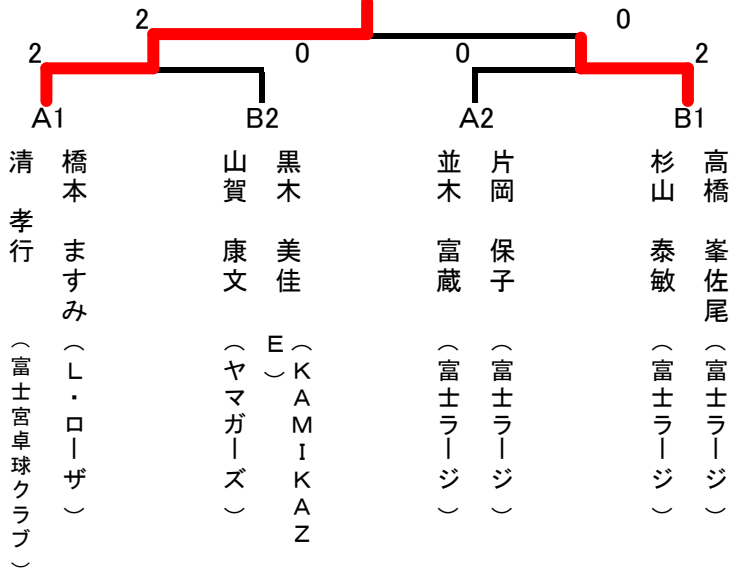 2 0
2 0 0 2
A1 B2 A2 B1
高橋 峯佐尾 (富士ラージ)
杉山 泰敏 (富士ラージ)
片岡 保子 (富士ラージ)
並木 富蔵 (富士ラージ)
黒木 美佳 (KAMIKAZ
E)
山賀 康文 (ヤマガーズ)
橋本 ますみ (L・ローザ)
清 孝行 (富士宮卓球クラブ)